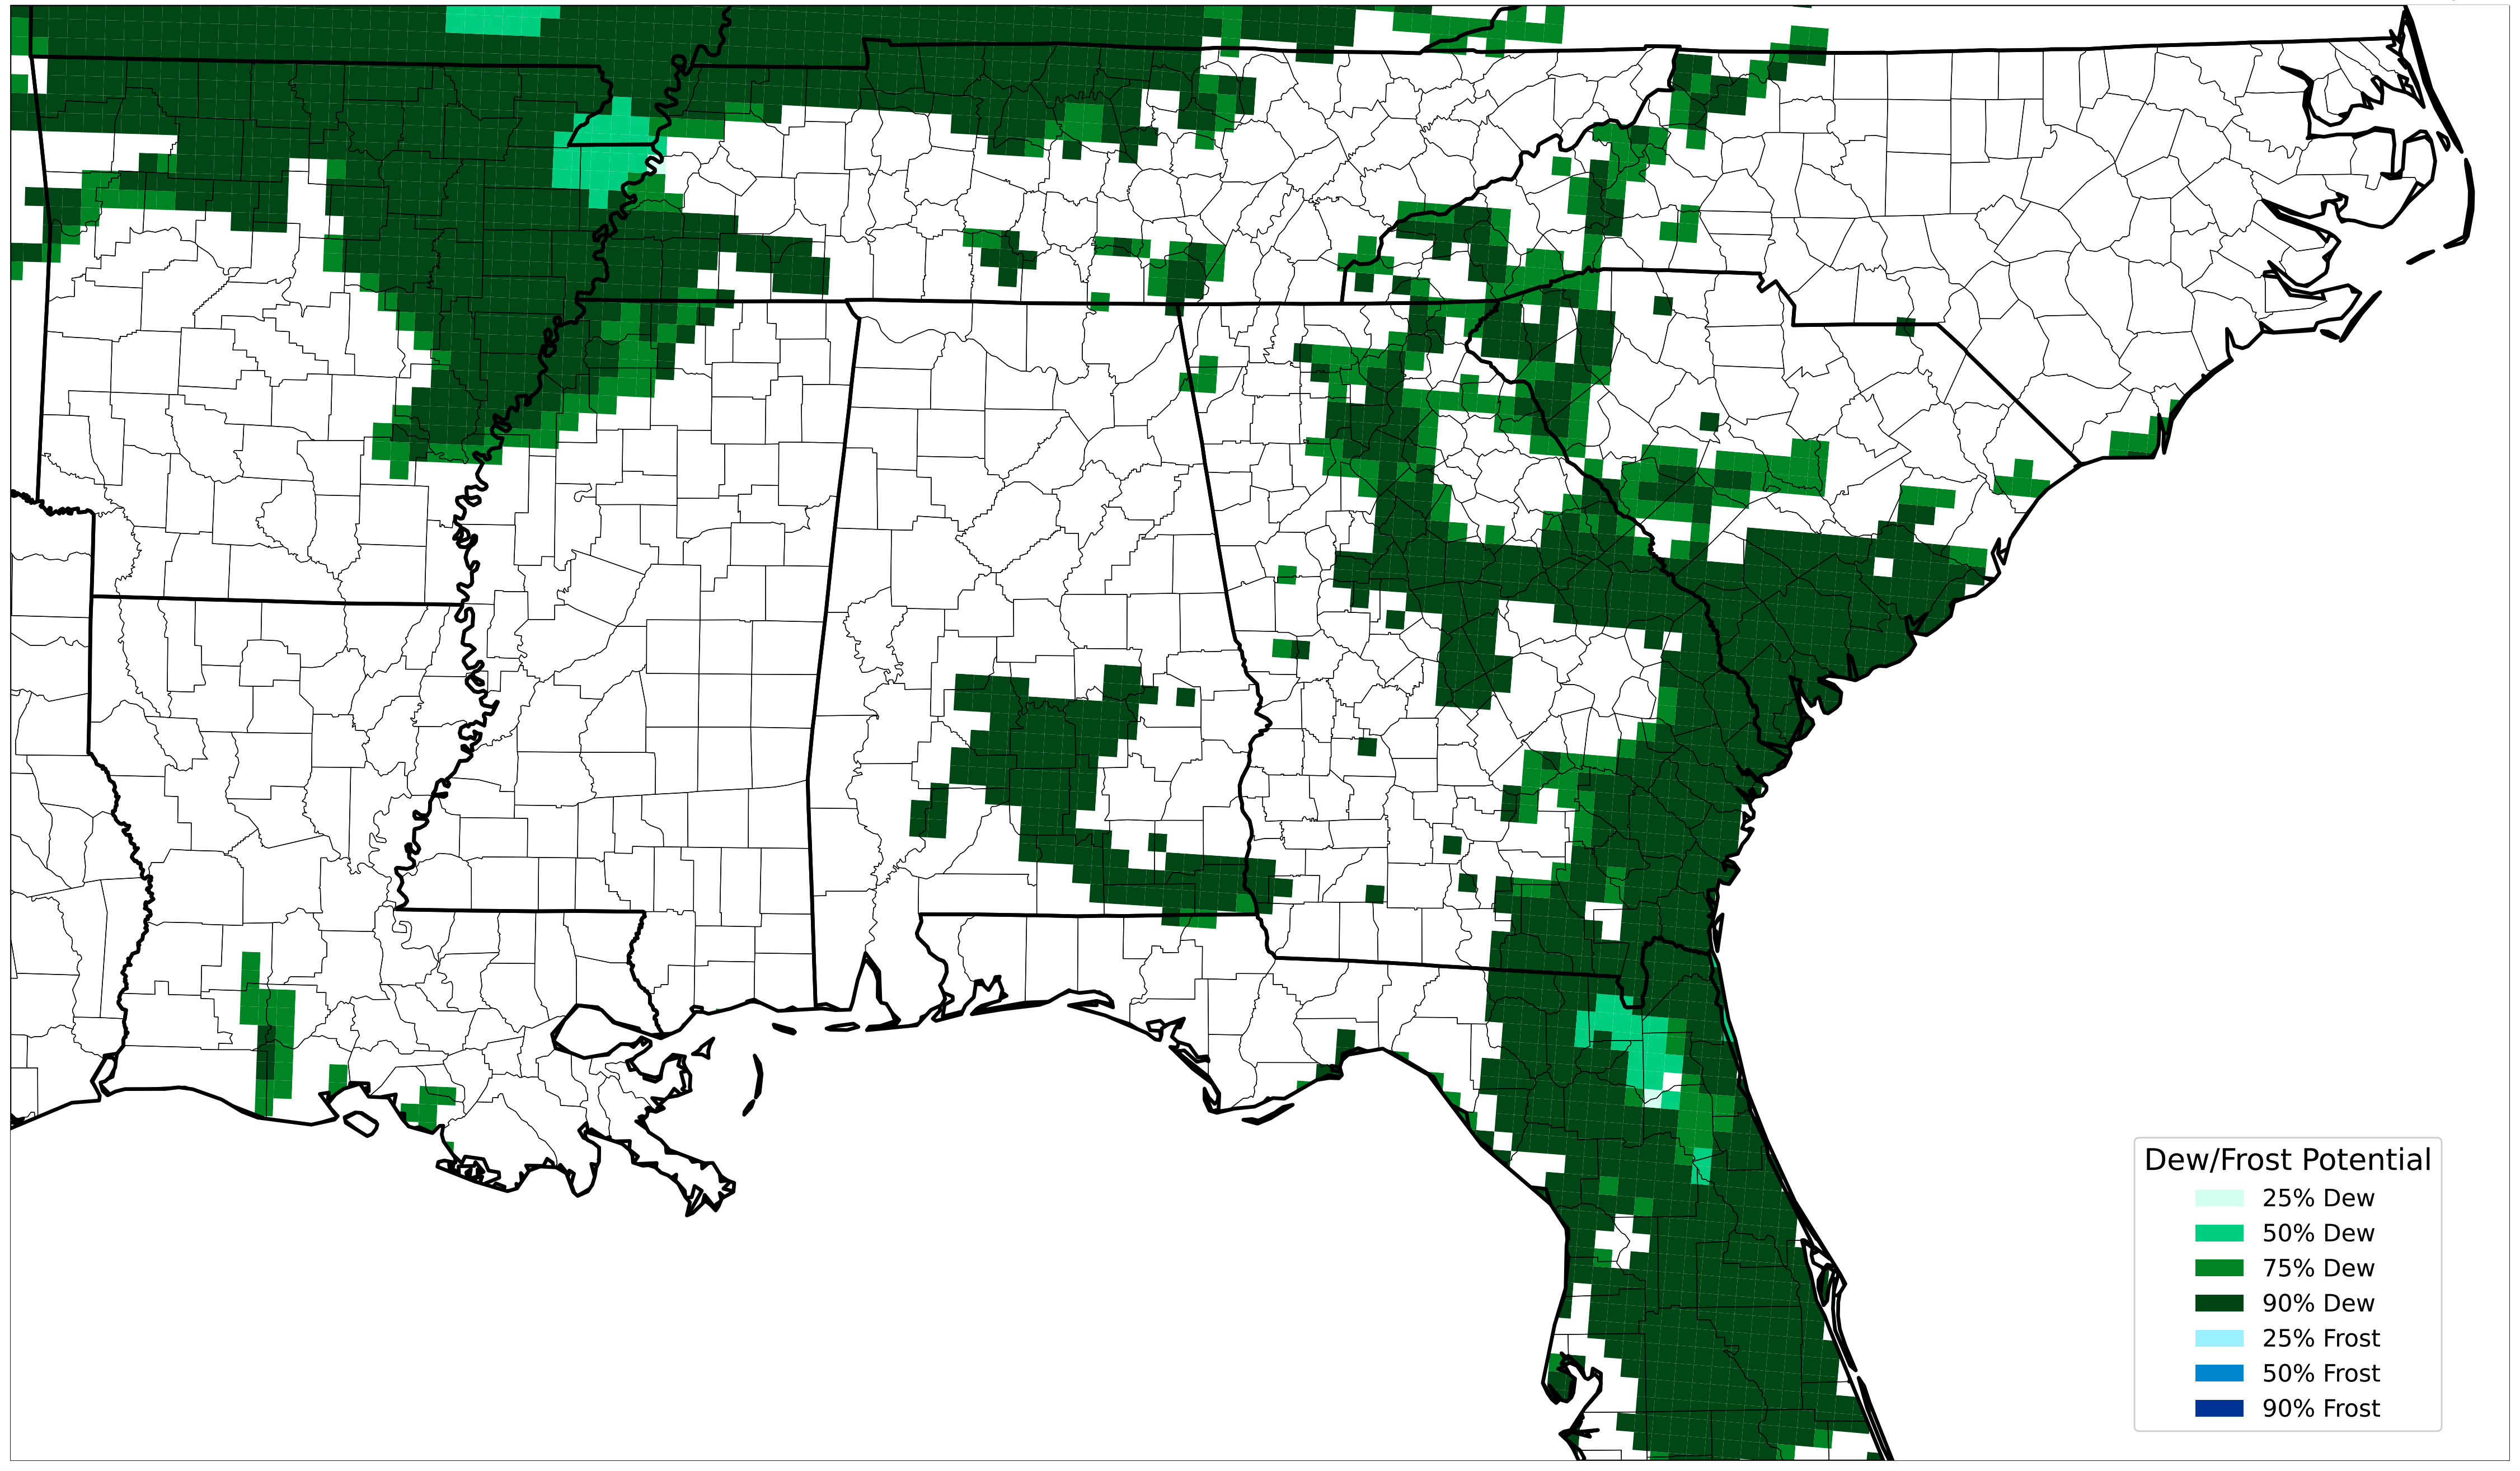 Dew/Frost Potential
25% Dew
50% Dew
75% Dew
90% Dew
25% Frost
50% Frost
90% Frost